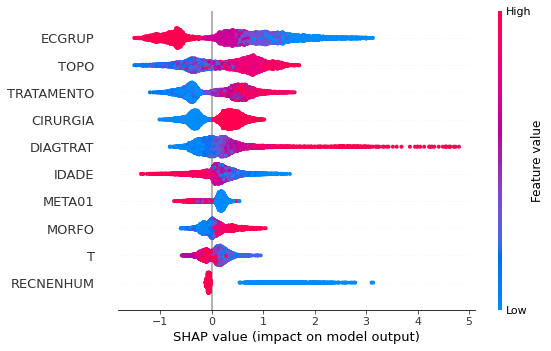 High
ECGRUP
TOPO
TRATAMENTO
CIRURGIA
DIAGTRAT
IDADE
META01
MORFO
T
RECNENHUM
Feature value
Low
−1 0 1 2 3 4 5
SHAP value (impact on model output)